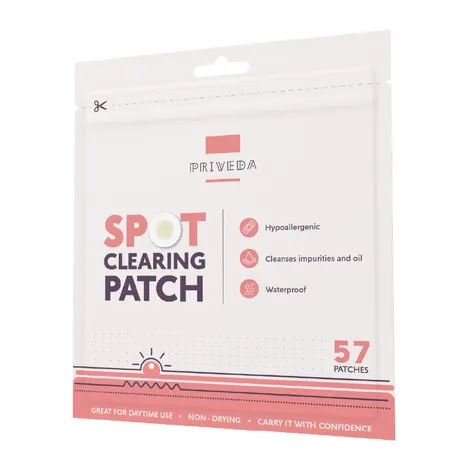 PRIVEDA
SPOT
CLEARING
PATCH
Hypoallergenic
Cleanses impurities and oil
Waterproof
57
PATCHES
GREAT FOR DAYTIME USE • NON - DRYING • CARRY IT WITH CONFIDENCE